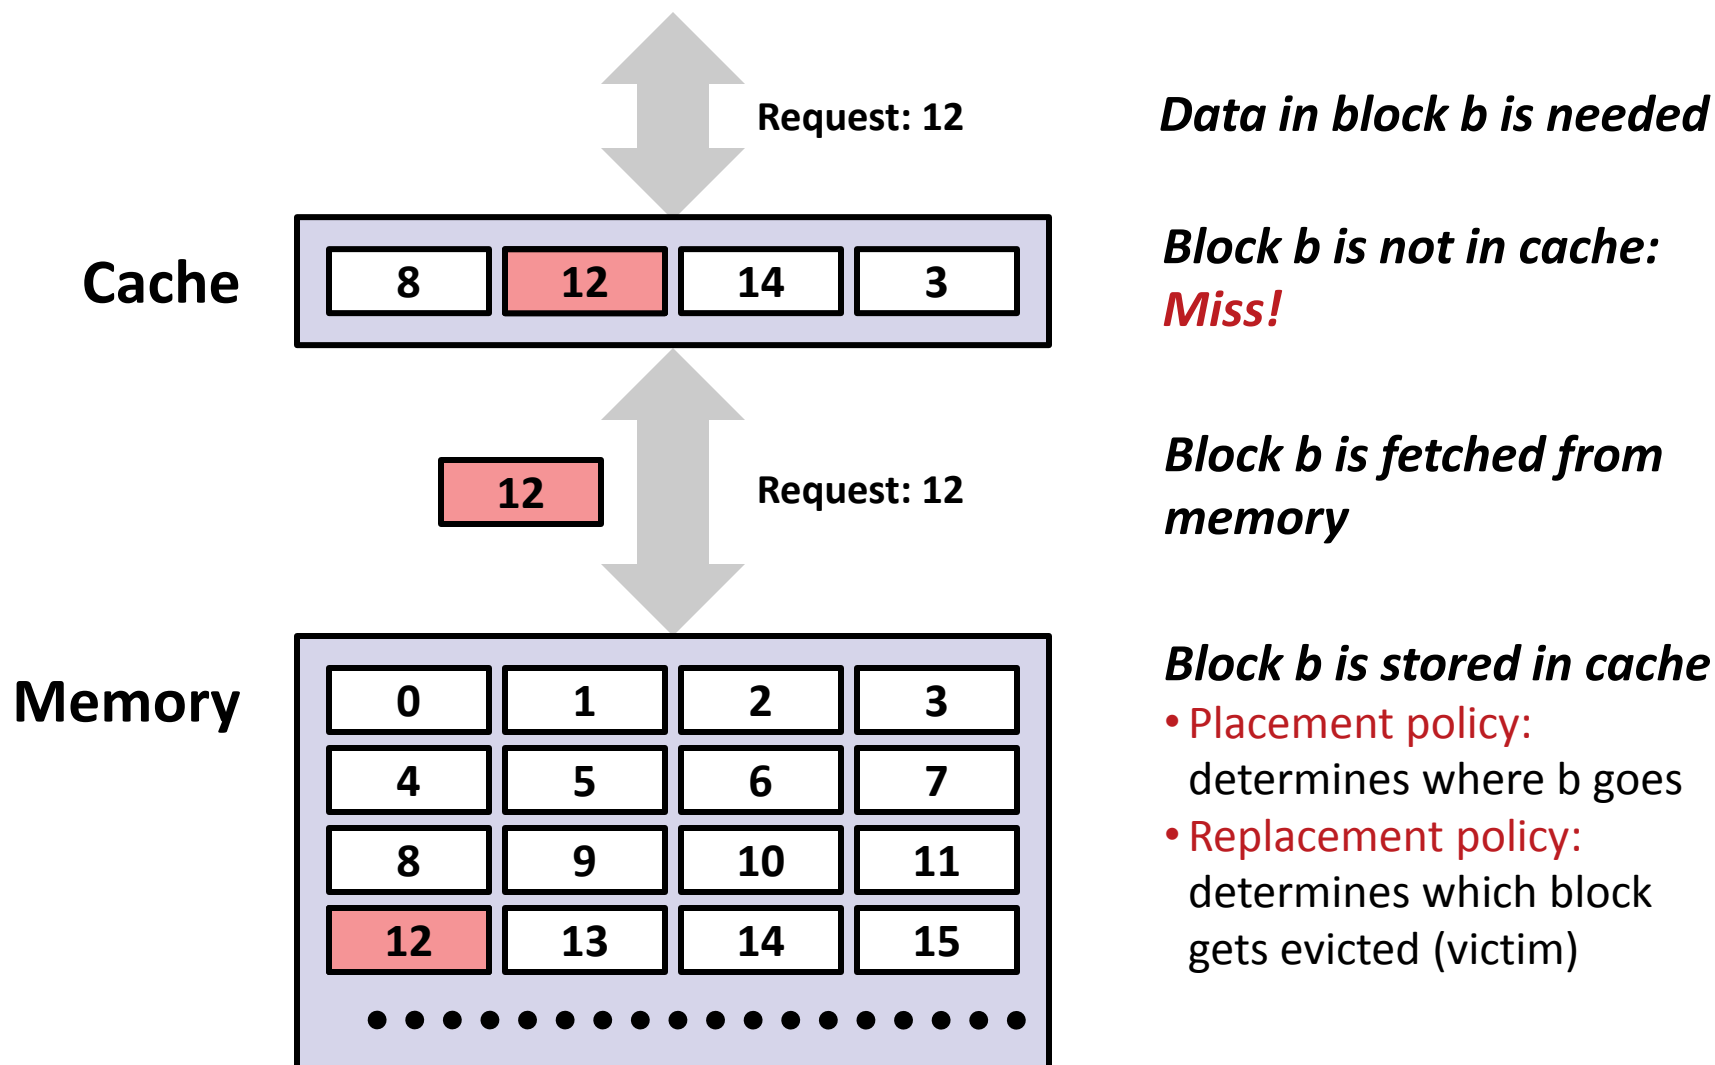 Request: 12
Data in block b is needed
Cache
8 12 14 3
Block b is not in cache:
Miss!
12
Request: 12
Block b is fetched from
memory
Memory
0 1 2 3
4 5 6 7
8 9 10 11
12 13 14 15
Block b is stored in cache
• Placement policy:
determines where b goes
• Replacement policy:
determines which block
gets evicted (victim)